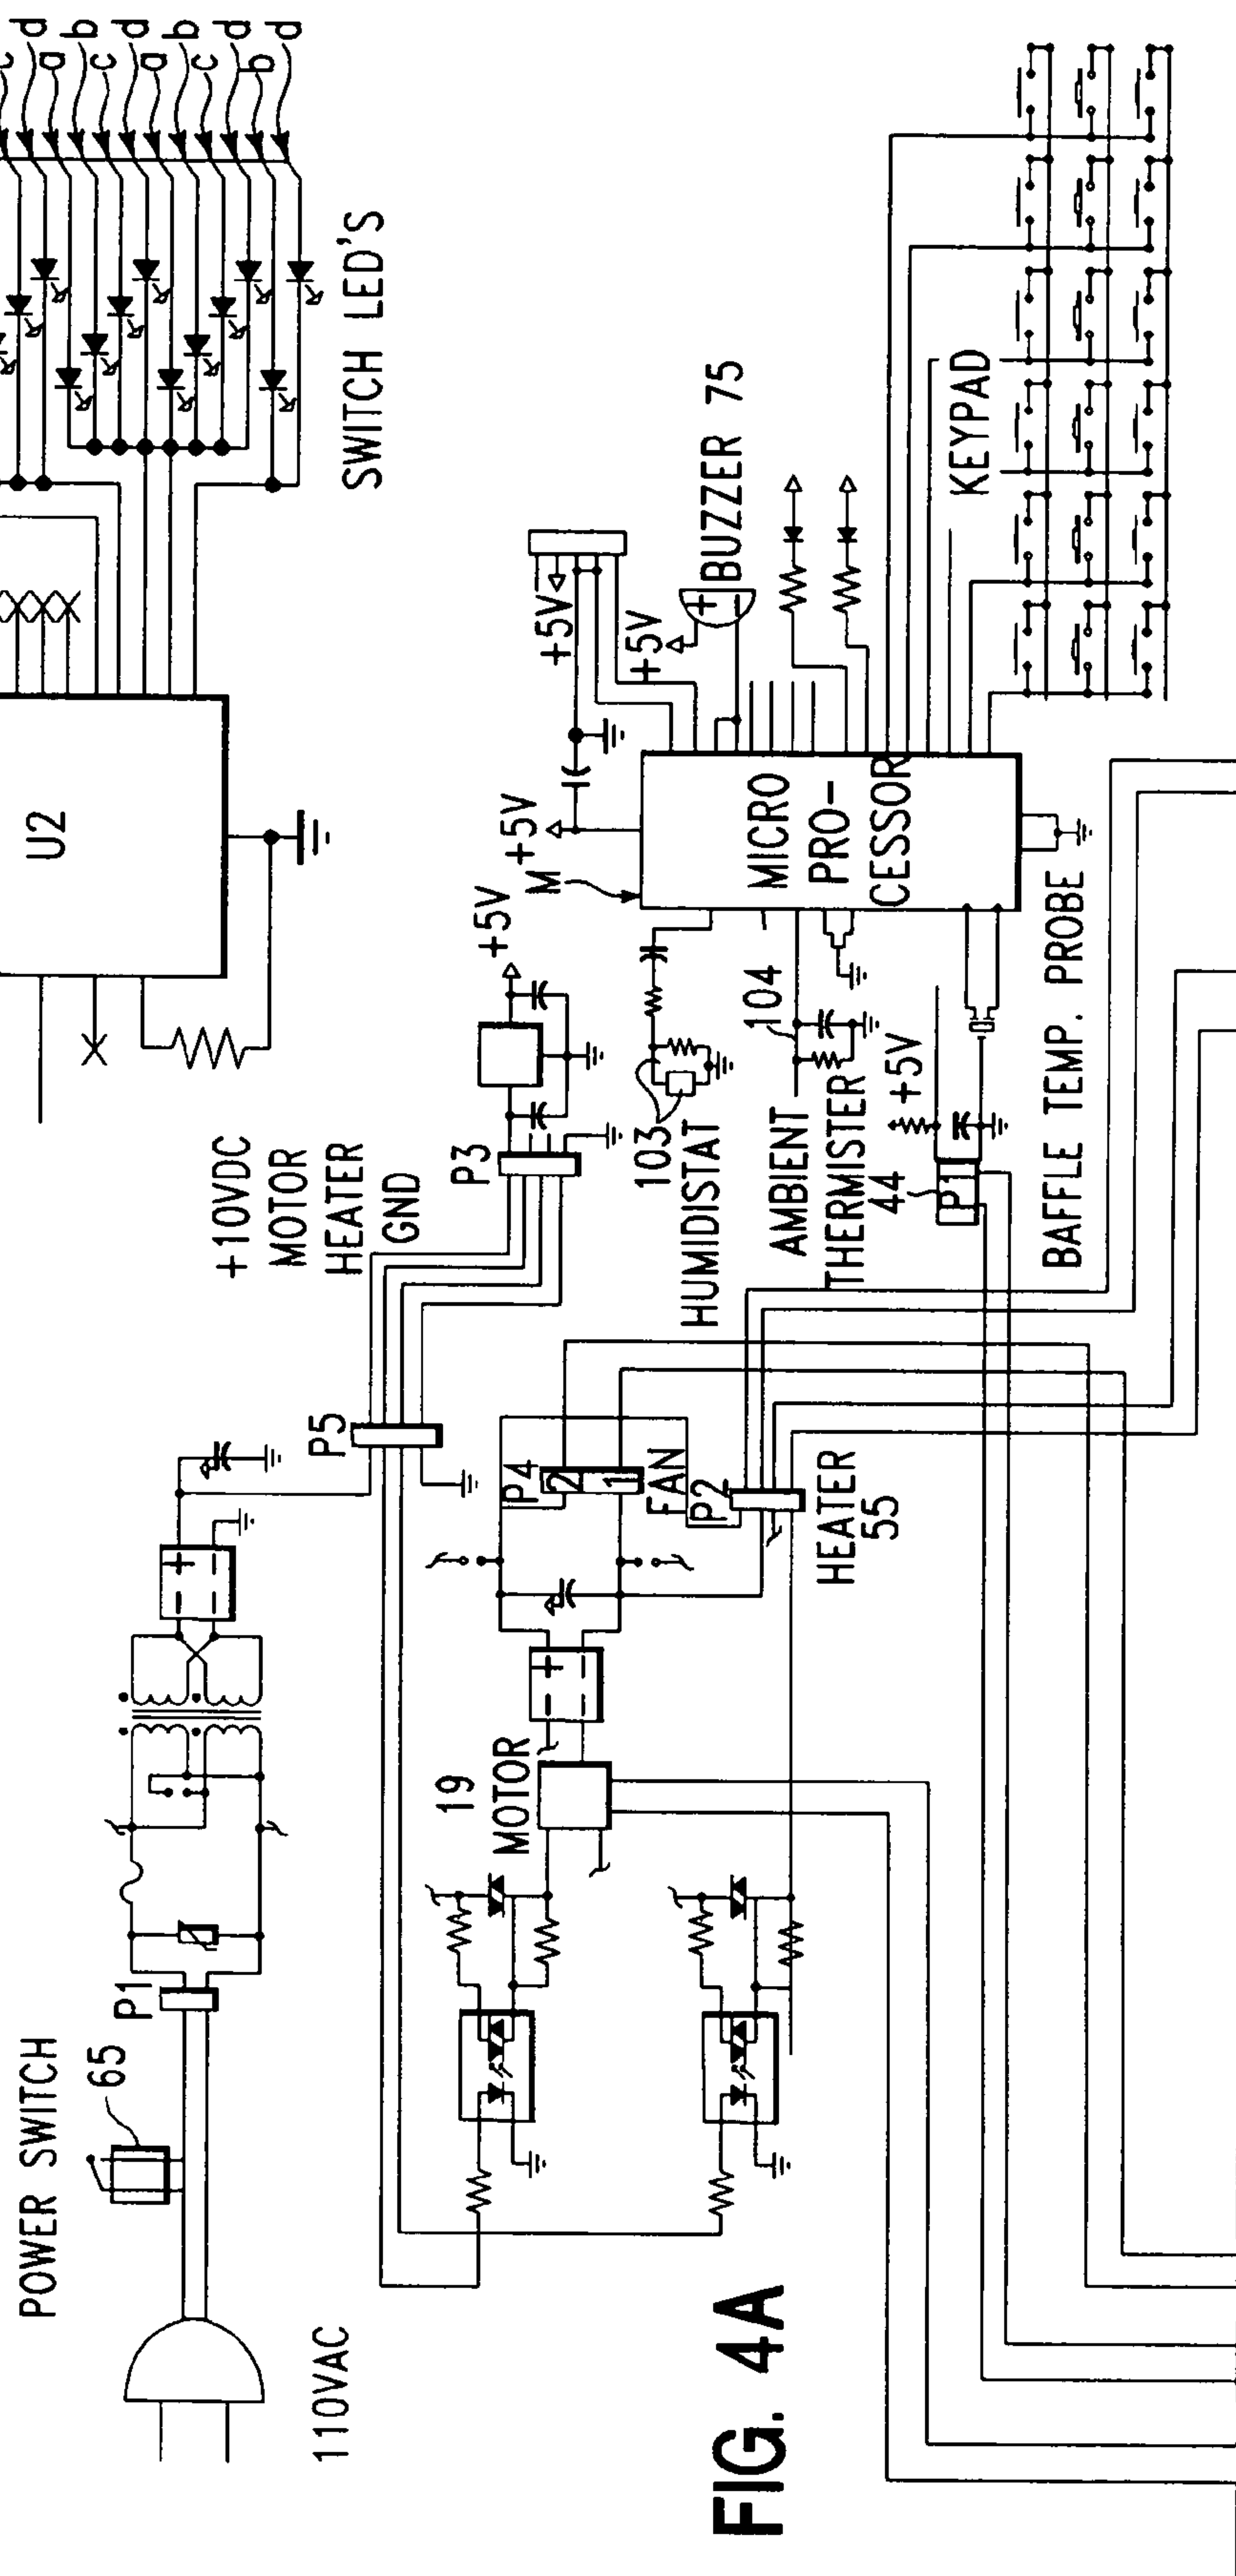 POWER SWITCH
65
110VAC
P1
U2
c
d
a
b
c
d
a
b
c
d
b
d
SWITCH LED'S
+10VDC
MOTOR
HEATER
GND
P5
P3
+5V
+5V
M
+5V
+5V
BUZZER 75
MICRO
PRO-
CESSOR
KEYPAD
103
HUMIDISTAT
104
AMBIENT
THERMISTER
44
+5V
P1
BAFFLE TEMP. PROBE
19
MOTOR
P4
2
1
FAN
P2
HEATER
55
FIG. 4A